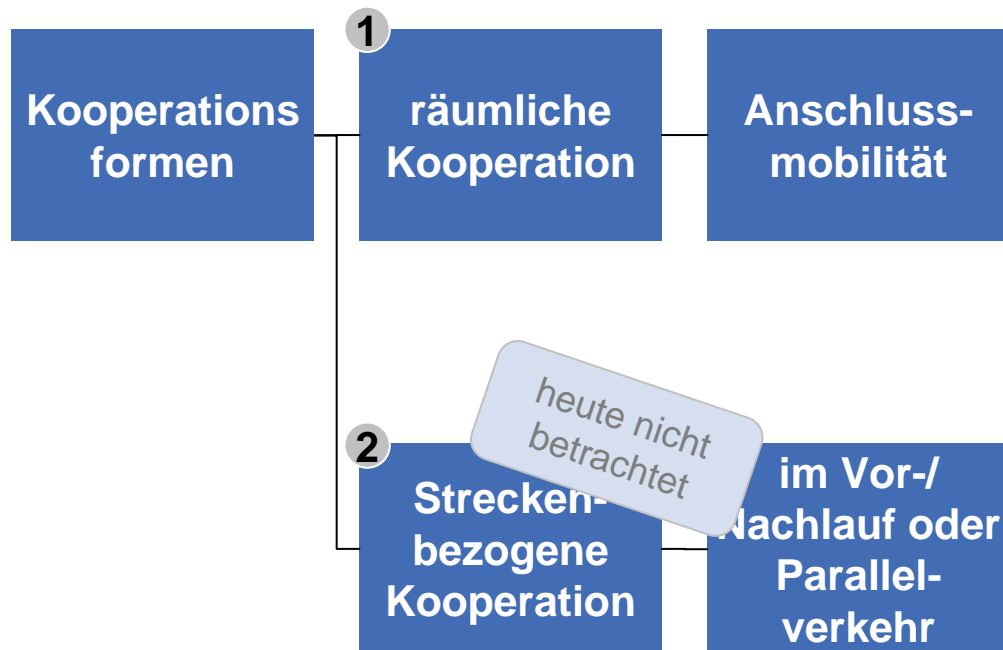 Kooperations
formen
1
räumliche
Kooperation
Anschluss-
mobilität
heute nicht
betrachtet
2
Strecken-
bezogene
Kooperation
im Vor-/
Nachlauf oder
Parallel-
verkehr